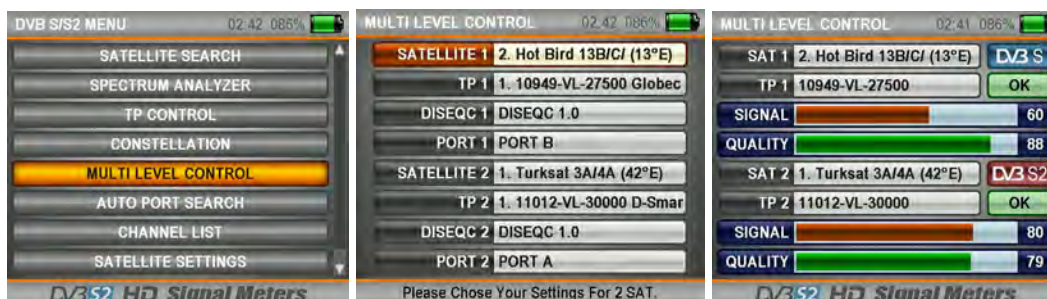 DVB S/S2 MENU 02:42 086%
SATELLITE SEARCH
SPECTRUM ANALYZER
TP CONTROL
CONSTELLATION
MULTI LEVEL CONTROL
AUTO PORT SEARCH
CHANNEL LIST
SATELLITE SETTINGS
DVB S2 HD Signal Meters
MULTI LEVEL CONTROL 02:42 086%
SATELLITE 1 2. Hot Bird 13B/C/ (13°E)
TP 1 1. 10949-VL-27500 Globec
DISEQC 1 DISEQC 1.0
PORT 1 PORT B
SATELLITE 2 1. Turksat 3A/4A (42°E)
TP 2 1. 11012-VL-30000 D-Smar
DISEQC 2 DISEQC 1.0
PORT 2 PORT A
Please Chose Your Settings For 2 SAT.
MULTI LEVEL CONTROL 02:41 086%
SAT 1 2. Hot Bird 13B/C/ (13°E) DVB S
TP 1 10949-VL-27500 OK
SIGNAL 60
QUALITY 88
SAT 2 1. Turksat 3A/4A (42°E) DVB S2
TP 2 11012-VL-30000 OK
SIGNAL 80
QUALITY 79
DVB S2 HD Signal Meters